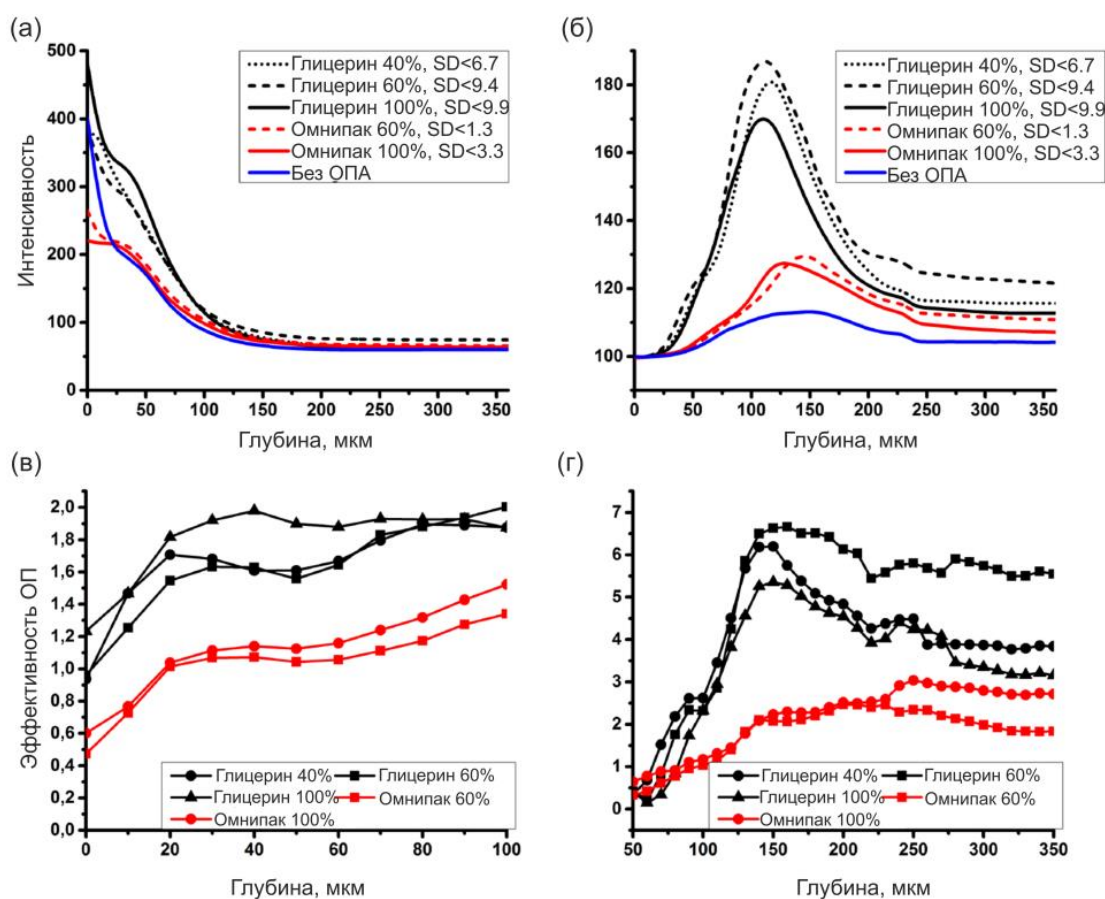 (а)
500
400
300
200
100
0
Интенсивность
Глицерин 40%, SD<6.7
Глицерин 60%, SD<9.4
Глицерин 100%, SD<9.9
Омнипак 60%, SD<1.3
Омнипак 100%, SD<3.3
Без ОПА
0 50 100 150 200 250 300 350
Глубина, мкм
(б)
180
160
140
120
100
Глицерин 40%, SD<6.7
Глицерин 60%, SD<9.4
Глицерин 100%, SD<9.9
Омнипак 60%, SD<1.3
Омнипак 100%, SD<3.3
Без ОПА
0 50 100 150 200 250 300 350
Глубина, мкм
(в)
2,0
1,8
1,6
1,4
1,2
1,0
0,8
0,6
0,4
0,2
0,0
Эффективность ОП
Глицерин 40% Глицерин 60%
Глицерин 100% Омнипак 60%
Омнипак 100%
0 20 40 60 80 100
Глубина, мкм
(г)
7
6
5
4
3
2
1
0
Глицерин 40% Глицерин 60%
Глицерин 100% Омнипак 60%
Омнипак 100%
50 100 150 200 250 300 350
Глубина, мкм